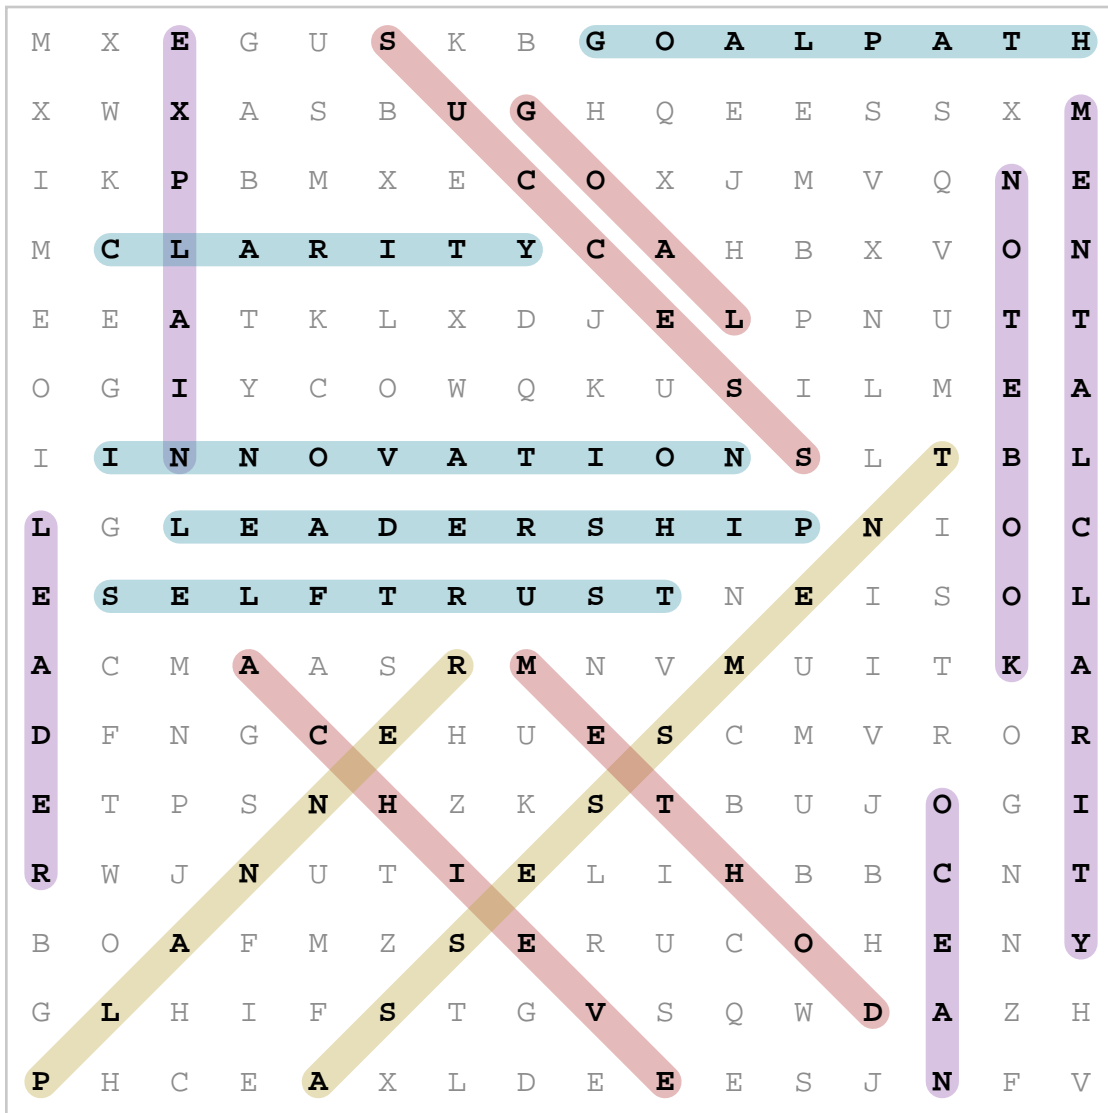 M X E G U S K B G O A L P A T H
X W X A S B U G H Q E E S S X M
I K P B M X E C O X J M V Q N E
M C L A R I T Y C A H B X V O N
E E A T K L X D J E L P N U T T
O G I Y C O W Q K U S I L M E A
I I N N O V A T I O N S L T B L
L G L E A D E R S H I P N I O C
E S E L F T R U S T N E I S O L
A C M A A S R M N V M U I T K A
D F N G C E H U E S C M V R O R
E T P S N H Z K S T B U J O G I
R W J N U T I E L I H B B C N T
B O A F M Z S E R U C O H E N Y
G L H I F S T G V S Q W D A Z H
P H C E A X L D E E E S J N F V